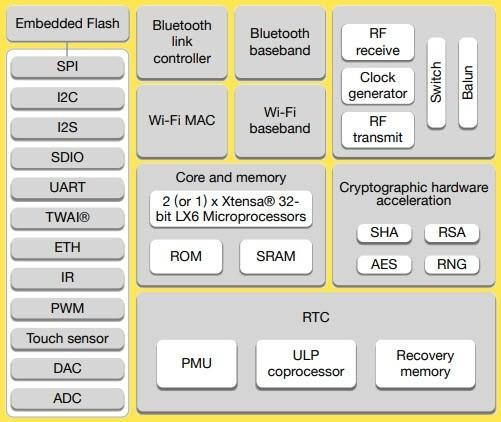 Embedded Flash
SPI
I2C
I2S
SDIO
UART
TWAI®
ETH
IR
PWM
Touch sensor
DAC
ADC
Bluetooth
link
controller
Bluetooth
baseband
Wi-Fi MAC
Wi-Fi
baseband
RF
receive
Clock
generator
RF
transmit
Switch
Balun
Core and memory
2 (or 1) x Xtensa® 32-
bit LX6 Microprocessors
ROM
SRAM
Cryptographic hardware
acceleration
SHA
RSA
AES
RNG
RTC
PMU
ULP
coprocessor
Recovery
memory